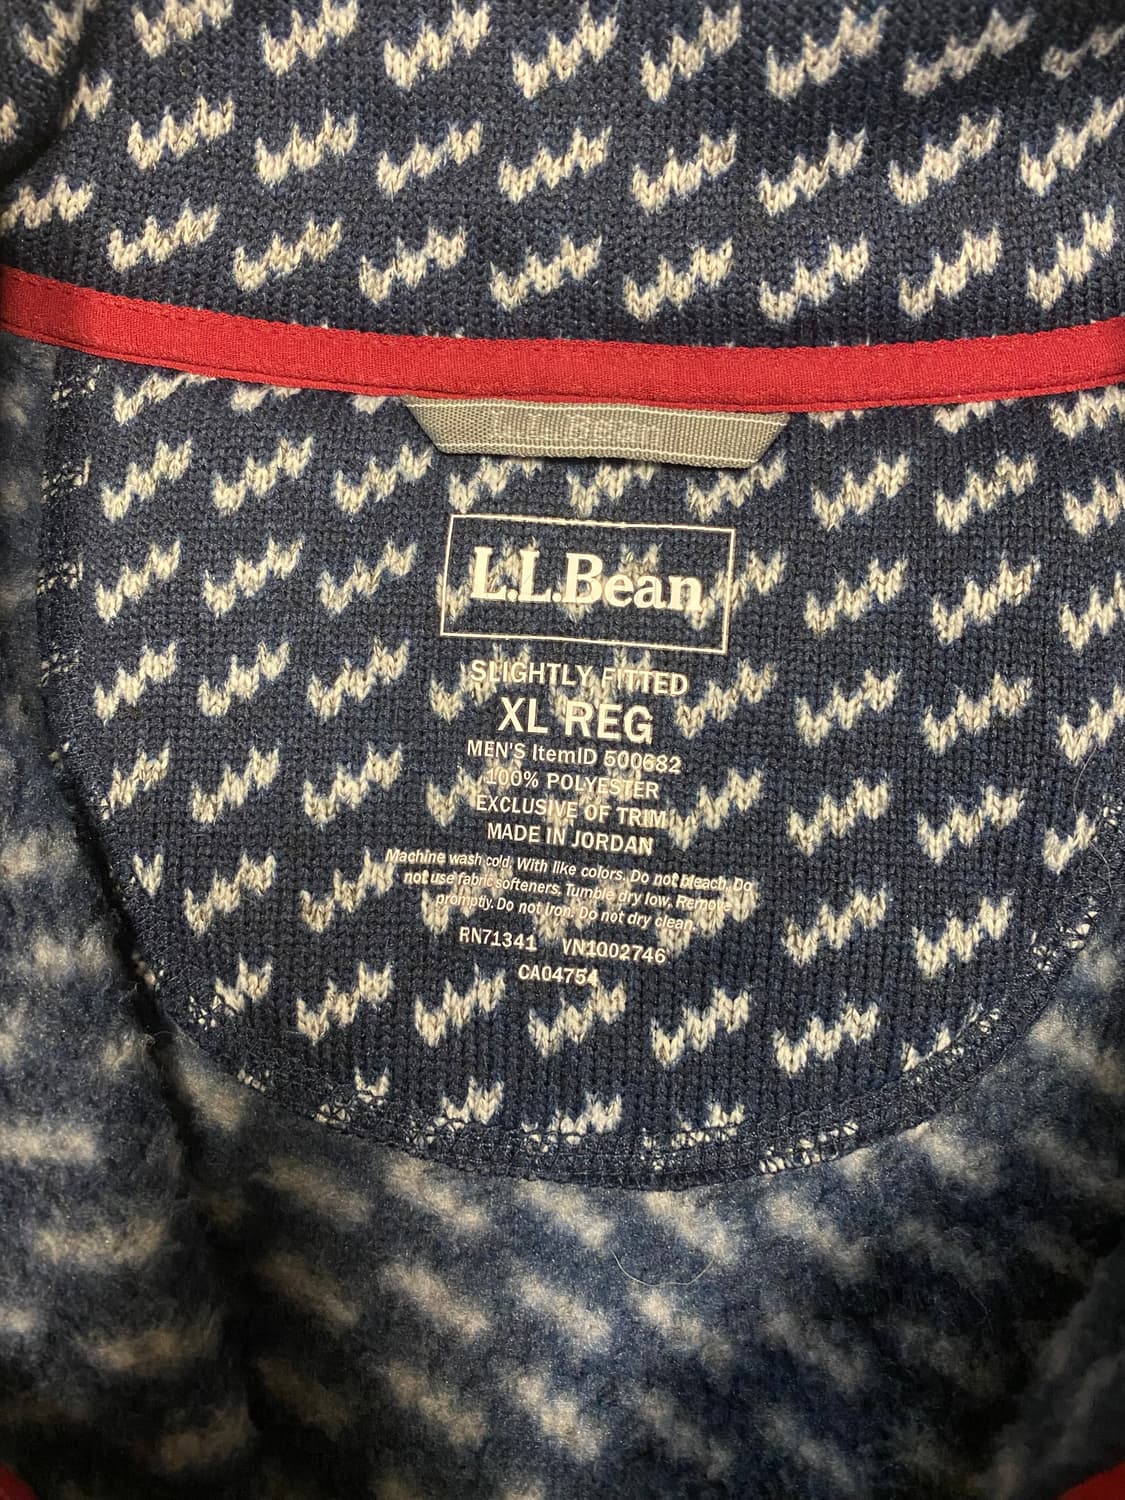 L.L.Bean
L.L.Bean
SLIGHTLY FITTED
XL REG
MEN'S ItemID 500682
100% POLYESTER
EXCLUSIVE OF TRIM
MADE IN JORDAN
Machine wash cold. With like colors. Do not bleach. Do
not use fabric softeners. Tumble dry low. Remove
promptly. Do not iron. Do not dry clean.
RN71341 VN1002746
CA04754